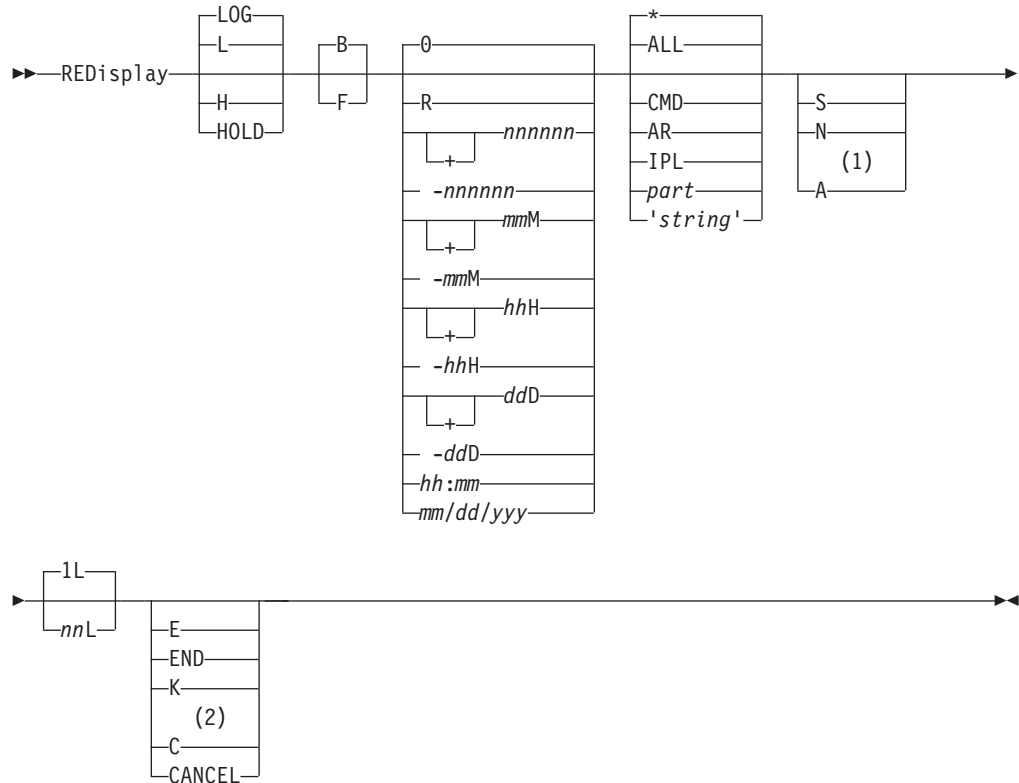 LOG
L
REDisplay
H
HOLD
B
F
0
R
nnnnnn
+
-nnnnnn
mmM
+
-mmM
hhH
+
-hhH
ddD
+
-ddD
hh:mm
mm/dd/yyy
*
ALL
CMD
AR
IPL
part
'string'
S
N
(1)
A
1L
nnL
E
END
K
(2)
C
CANCEL